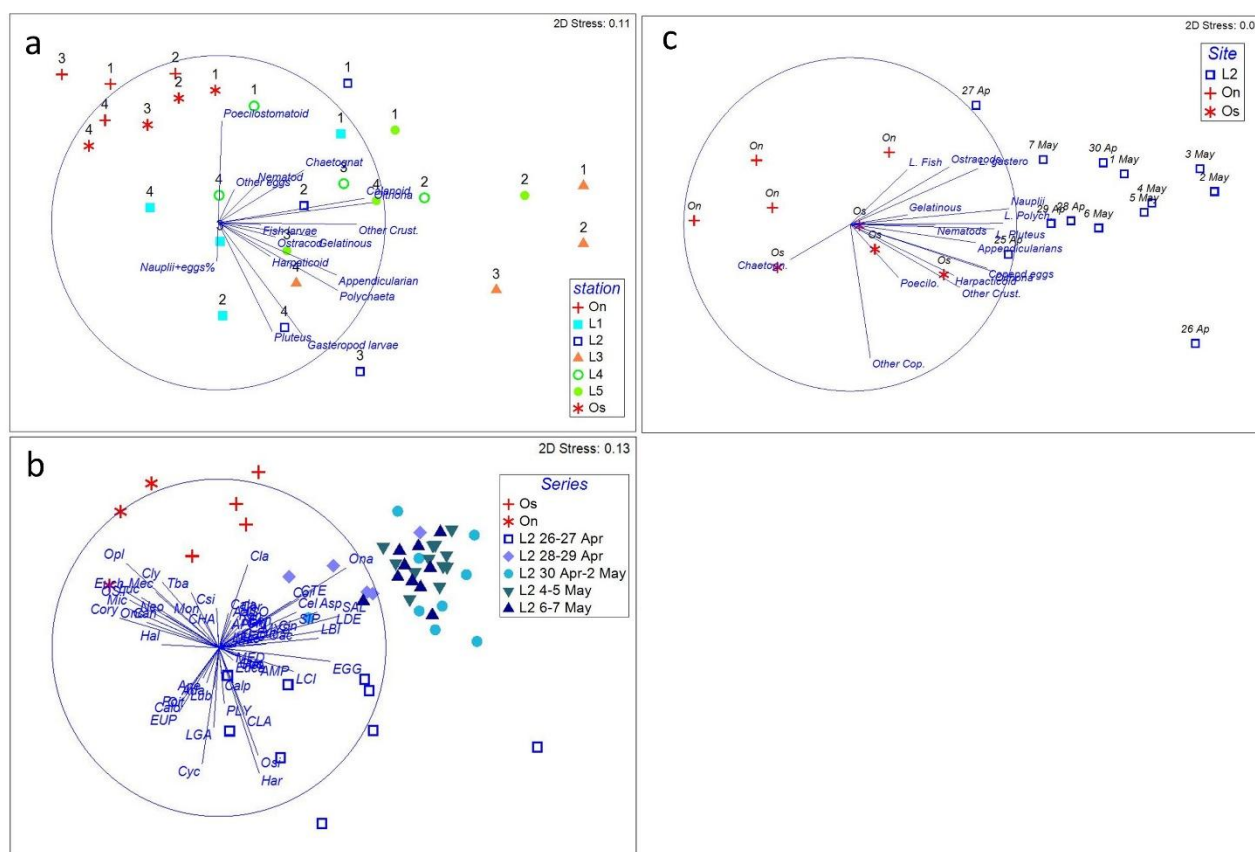 a
2D Stress: 0.11
3
1
2
1
2
3
4
4
1
1
1
1
Poecilostomatoid
Chaetognat
Nematod
Other eggs
4
4
3
4
2
2
2
1
Calanoid
Oithona
Fish larvae
Other Crust.
Ostracod
Gelatinous
Harpacticoid
3
3
4
2
3
Nauplii+eggs%
Appendicularian
Polychaeta
2
4
3
Pluteus
Gasteropod larvae
station
On
L1
L2
L3
L4
L5
Os
c
2D Stress: 0.0
Site
L2
On
Os
27 Ap
On
On
On
On
L. Fish
Ostracods
L. gastero
7 May
30 Ap
1 May
3 May
2 May
4 May
5 May
6 May
28 Ap
29 Ap
25 Ap
26 Ap
Gelatinous
Nauplii
L. Polych
Nematods
L. Pluteus
Appendicularians
Os
Os
Os
Os
Chaetogn.
Poecilo.
Copepd eggs
Harpacticoid
Other Crust.
Other Cop.
b
2D Stress: 0.13
Series
Os
On
L2 26-27 Apr
L2 28-29 Apr
L2 30 Apr-2 May
L2 4-5 May
L2 6-7 May
Opl
Cly
Cla
Ona
Mec
Tba
Mic
Neo
Mon
Csi
Cory
CHA
Hal
CTE
Cel Asp
SAL
LDE
LBI
EGG
MED
AMP
LCI
Calp
Lub
EUP
PLY
CLA
LGA
Cyc
Osi
Har